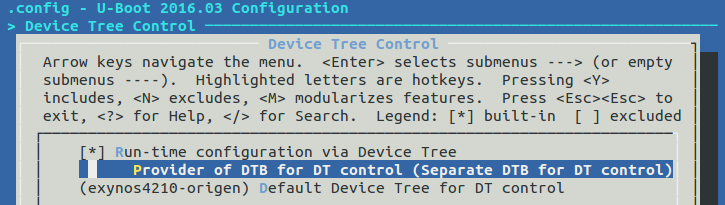 .config - U-Boot 2016.03 Configuration
> Device Tree Control
Device Tree Control
Arrow keys navigate the menu.  <Enter> selects submenus ---> (or empty
submenus ----).  Highlighted letters are hotkeys.  Pressing <Y>
includes, <N> excludes, <M> modularizes features.  Press <Esc><Esc> to
exit, <?> for Help, </> for Search.  Legend: [*] built-in  [ ] excluded
[*] Run-time configuration via Device Tree
Provider of DTB for DT control (Separate DTB for DT control)
(exynos4210-origen) Default Device Tree for DT control